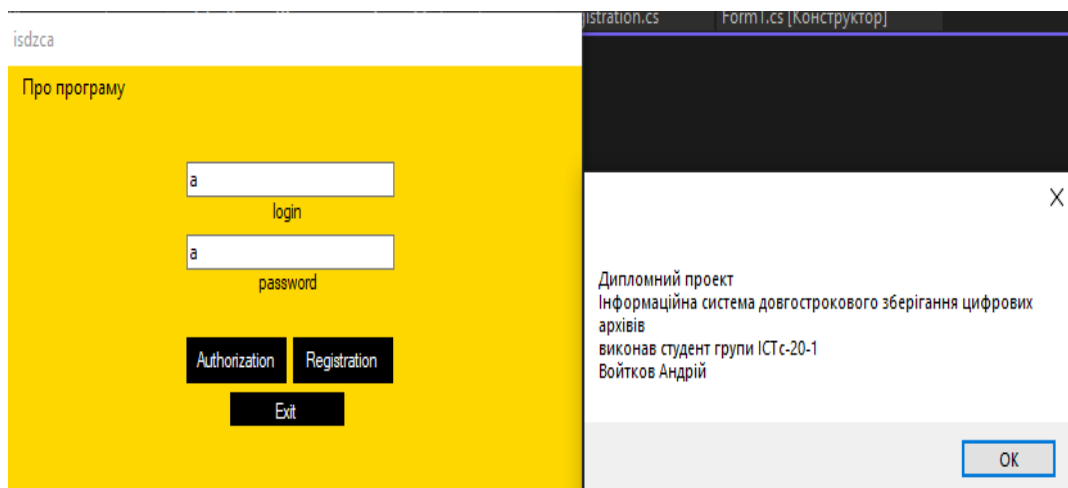 istration.cs
Form1.cs [Конструктор]
isdzca
Про програму
a
login
a
password
Authorization
Registration
Exit
X
Дипломний проект
Інформаційна система довгострокового зберігання цифрових
архівів
виконав студент групи ІСТс-20-1
Войтков Андрій
OK